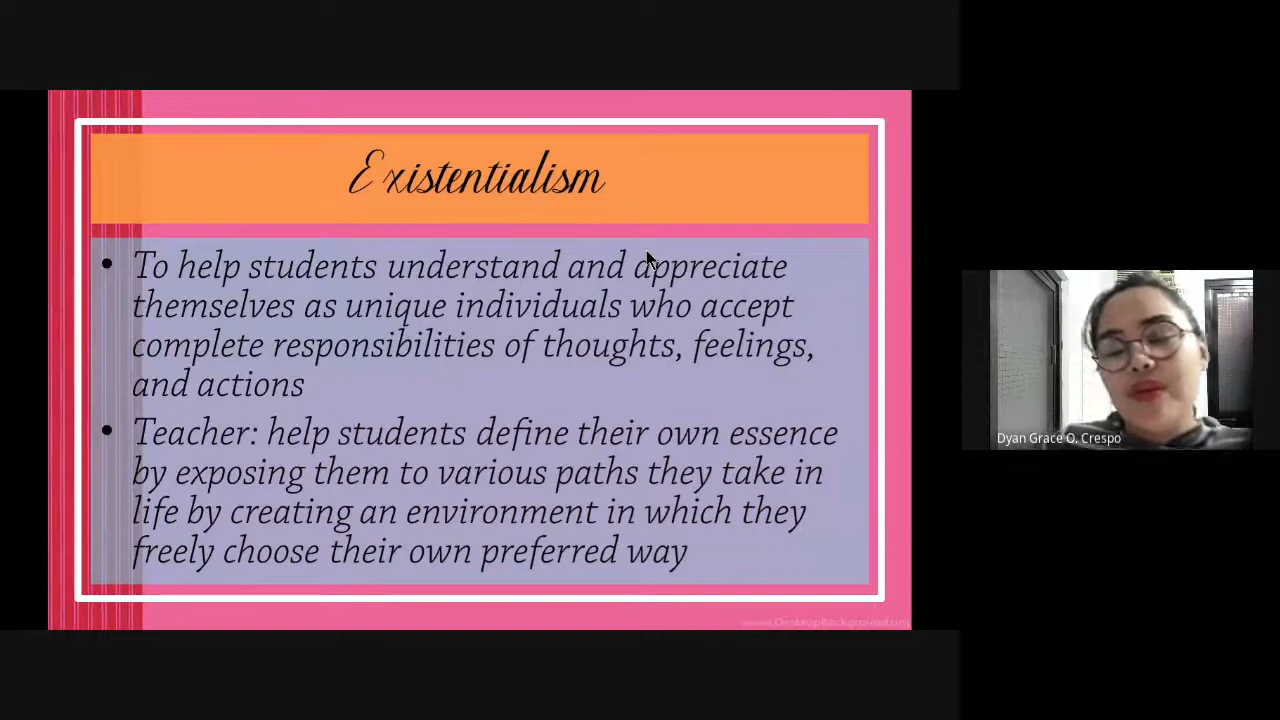 Existentialism
• To help students understand and appreciate
themselves as unique individuals who accept
complete responsibilities of thoughts, feelings,
and actions
• Teacher: help students define their own essence
by exposing them to various paths they take in
life by creating an environment in which they
freely choose their own preferred way
Dyan Grace O. Crespo